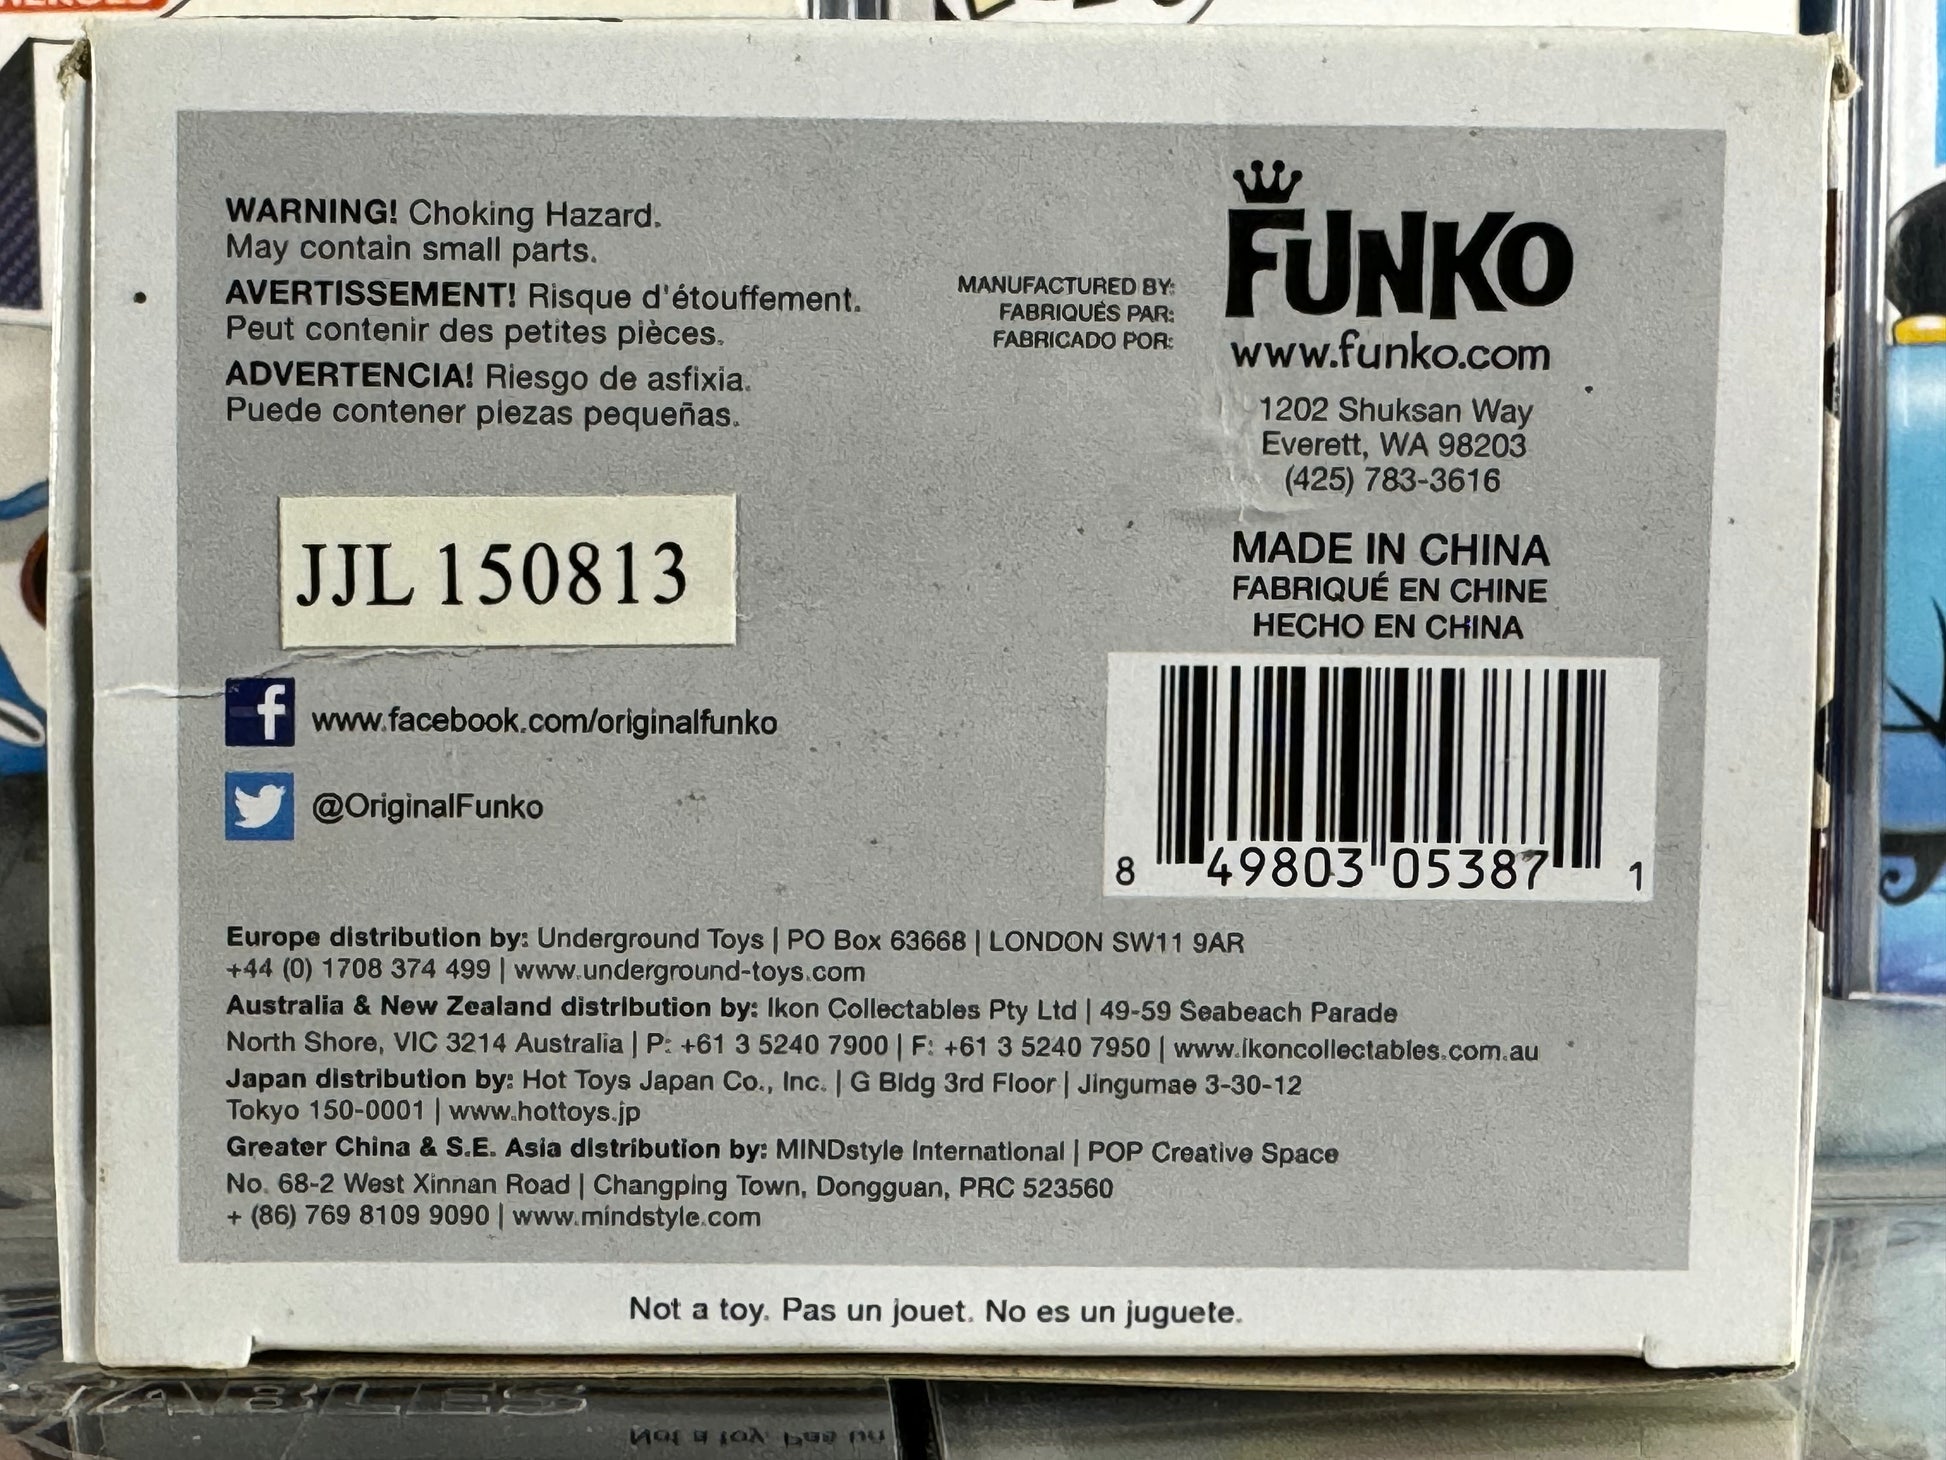 WARNING! Choking Hazard.
May contain small parts.
AVERTISSEMENT! Risque d'étouffement.
Peut contenir des petites pièces.
ADVERTENCIA! Riesgo de asfixia.
Puede contener piezas pequeñas.
MANUFACTURED BY:
FABRIQUÉS PAR:
FABRICADO POR:
FUNKO
www.funko.com
1202 Shuksan Way
Everett, WA 98203
(425) 783-3616
MADE IN CHINA
FABRIQUÉ EN CHINE
HECHO EN CHINA
JJL 150813
www.facebook.com/originalfunko
@OriginalFunko
8 49803 05387 1
Europe distribution by: Underground Toys | PO Box 63668 | LONDON SW11 9AR
+44 (0) 1708 374 499 | www.underground-toys.com
Australia & New Zealand distribution by: Ikon Collectables Pty Ltd | 49-59 Seabeach Parade
North Shore, VIC 3214 Australia | P: +61 3 5240 7900 | F: +61 3 5240 7950 | www.ikoncollectables.com.au
Japan distribution by: Hot Toys Japan Co., Inc. | G Bldg 3rd Floor | Jingumae 3-30-12
Tokyo 150-0001 | www.hottoys.jp
Greater China & S.E. Asia distribution by: MINDstyle International | POP Creative Space
No. 68-2 West Xinnan Road | Changping Town, Dongguan, PRC 523560
+ (86) 769 8109 9090 | www.mindstyle.com
Not a toy. Pas un jouet. No es un juguete.